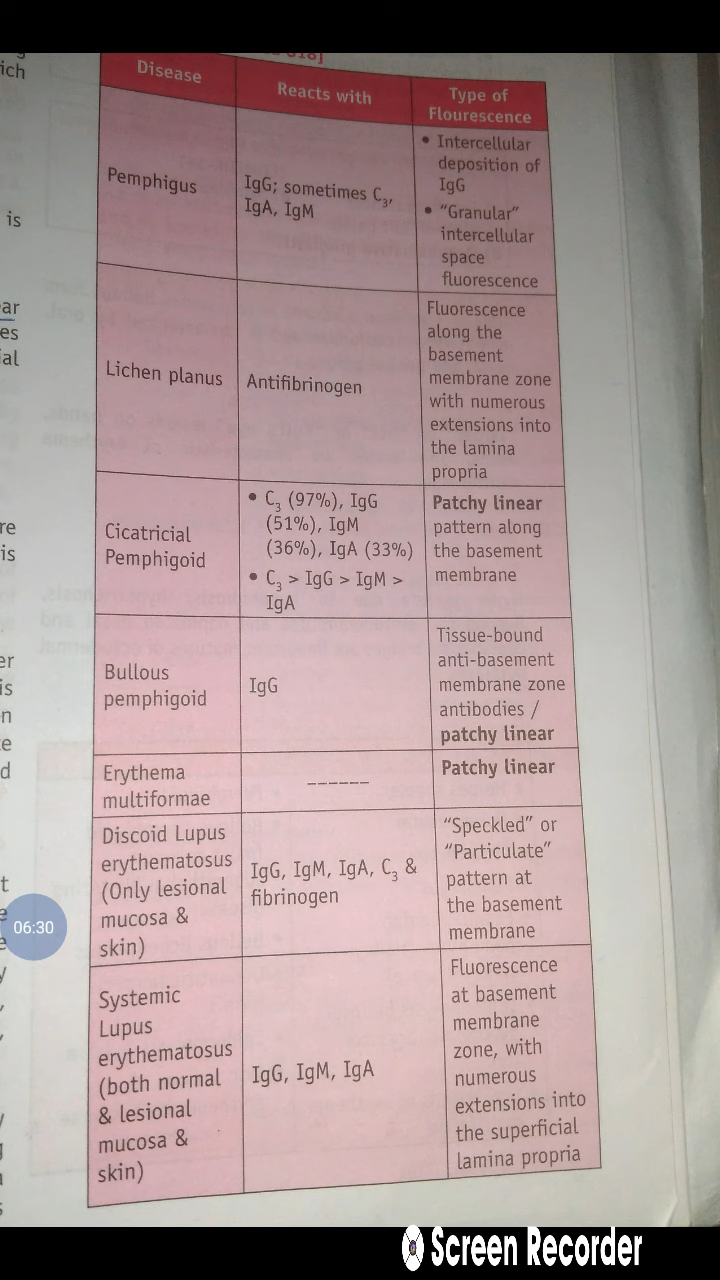 818]
Disease
Reacts with
Type of
Flourescence
Pemphigus
IgG; sometimes C3,
IgA, IgM
• Intercellular
deposition of
IgG
• “Granular”
intercellular
space
fluorescence
Lichen planus
Antifibrinogen
Fluorescence
along the
basement
membrane zone
with numerous
extensions into
the lamina
propria
Cicatricial
Pemphigoid
• C3 (97%), IgG
(51%), IgM
(36%), IgA (33%)
• C3 > IgG > IgM >
IgA
Patchy linear
pattern along
the basement
membrane
Bullous
pemphigoid
IgG
Tissue-bound
anti-basement
membrane zone
antibodies /
patchy linear
Erythema
multiformae
------
Patchy linear
Discoid Lupus
erythematosus
(Only lesional
mucosa &
skin)
IgG, IgM, IgA, C3 &
fibrinogen
“Speckled” or
“Particulate”
pattern at
the basement
membrane
Systemic
Lupus
erythematosus
(both normal
& lesional
mucosa &
skin)
IgG, IgM, IgA
Fluorescence
at basement
membrane
zone, with
numerous
extensions into
the superficial
lamina propria
is
06:30
Screen Recorder